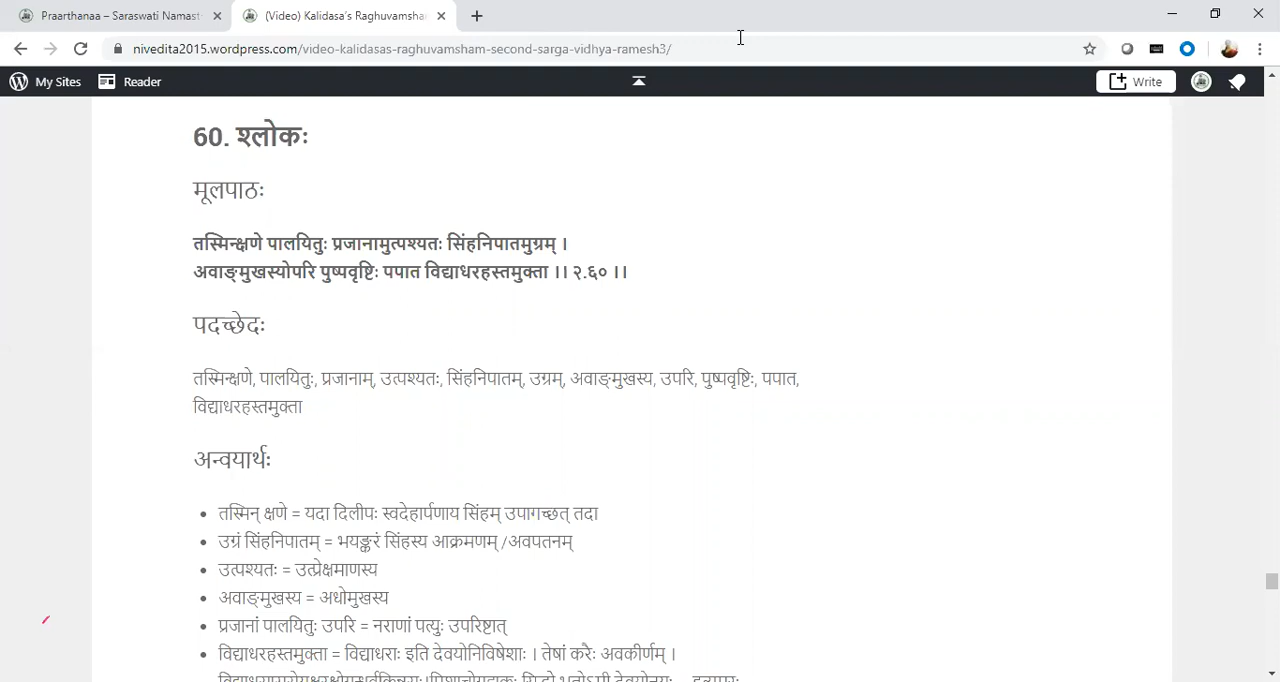 Praarthanaa – Saraswati Namast
(Video) Kalidasa's Raghuvamsha
nivedita2015.wordpress.com/video-kalidasas-raghuvamsham-second-sarga-vidhya-ramesh3/
My Sites
Reader
Write
60. श्लोकः
मूलपाठः
तस्मिन्क्षणे पालयितुः प्रजानामुत्पश्यतः सिंहनिपातमुग्रम् ।
अवाङ्मुखस्योपरि पुष्पवृष्टिः पपात विद्याधरहस्तमुक्ता ।। २.६० ।।
पदच्छेदः
तस्मिन्क्षणे, पालयितुः, प्रजानाम्, उत्पश्यतः, सिंहनिपातम्, उग्रम्, अवाङ्मुखस्य, उपरि, पुष्पवृष्टिः, पपात,
विद्याधरहस्तमुक्ता
अन्वयार्थः
तस्मिन् क्षणे = यदा दिलीपः स्वदेहार्पणाय सिंहम् उपागच्छत् तदा
उग्रं सिंहनिपातम् = भयङ्करं सिंहस्य आक्रमणम् /अवपतनम्
उत्पश्यतः = उत्प्रेक्षमाणस्य
अवाङ्मुखस्य = अधोमुखस्य
प्रजानां पालयितुः उपरि = नराणां पत्युः उपरिष्टात्
विद्याधरहस्तमुक्ता = विद्याधराः इति देवयोनिविषेशाः । तेषां करैः अवकीर्णम् ।